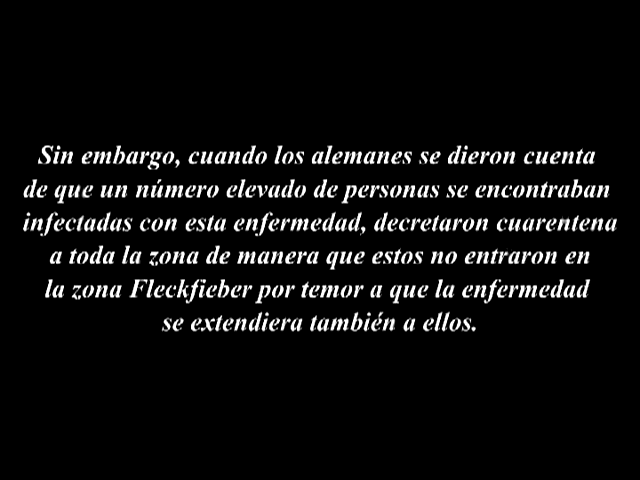 Sin embargo, cuando los alemanes se dieron cuenta
de que un número elevado de personas se encontraban
infectadas con esta enfermedad, decretaron cuarentena
a toda la zona de manera que estos no entraron en
la zona Fleckfieber por temor a que la enfermedad
se extendiera también a ellos.